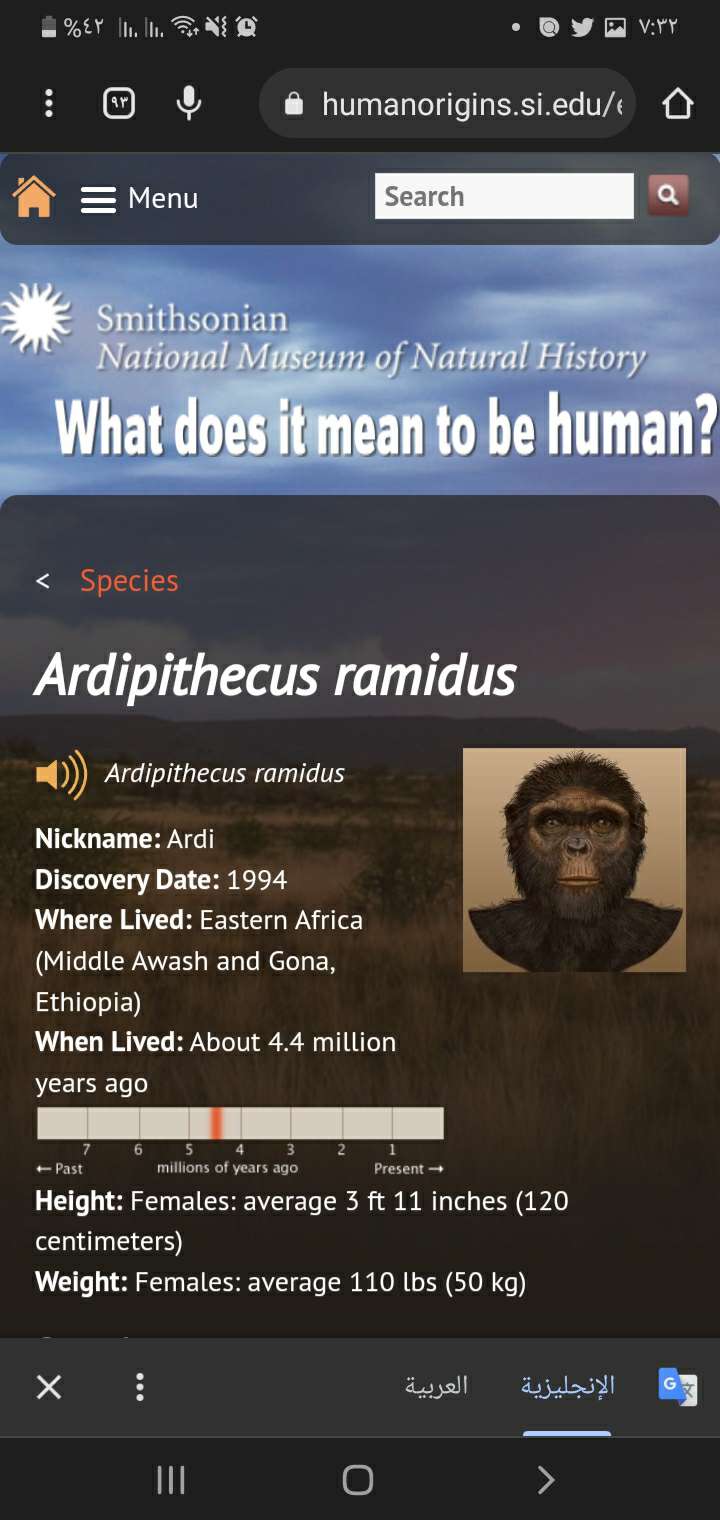 %٤٢ ٧:٣٢
٩٣ humanorigins.si.edu/e
Menu Search
Smithsonian
National Museum of Natural History
What does it mean to be human?
< Species
Ardipithecus ramidus
Ardipithecus ramidus
Nickname: Ardi
Discovery Date: 1994
Where Lived: Eastern Africa
(Middle Awash and Gona,
Ethiopia)
When Lived: About 4.4 million
years ago
7 6 5 4 3 2 1
← Past millions of years ago Present →
Height: Females: average 3 ft 11 inches (120
centimeters)
Weight: Females: average 110 lbs (50 kg)
الإنجليزية العربية
G 文